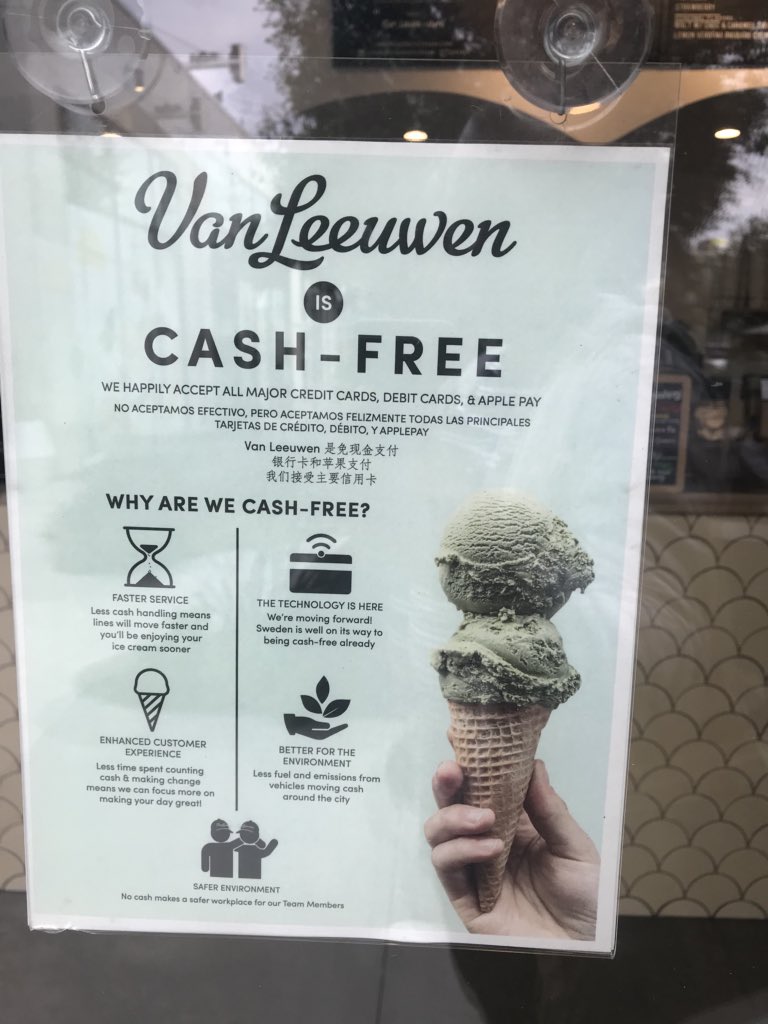 STRAWBERRY
Van Leeuwen
IS
CASH-FREE
WE HAPPILY ACCEPT ALL MAJOR CREDIT CARDS, DEBIT CARDS, & APPLE PAY
NO ACEPTAMOS EFECTIVO, PERO ACEPTAMOS FELIZMENTE TODAS LAS PRINCIPALES
TARJETAS DE CRÉDITO, DÉBITO, Y APPLEPAY
Van Leeuwen 是免现金支付
银行卡和苹果支付
我们接受主要信用卡
WHY ARE WE CASH-FREE?
FASTER SERVICE
Less cash handling means
lines will move faster and
you'll be enjoying your
ice cream sooner
THE TECHNOLOGY IS HERE
We're moving forward!
Sweden is well on its way to
being cash-free already
ENHANCED CUSTOMER
EXPERIENCE
Less time spent counting
cash & making change
means we can focus more on
making your day great!
BETTER FOR THE
ENVIRONMENT
Less fuel and emissions from
vehicles moving cash
around the city
SAFER ENVIRONMENT
No cash makes a safer workplace for our Team Members